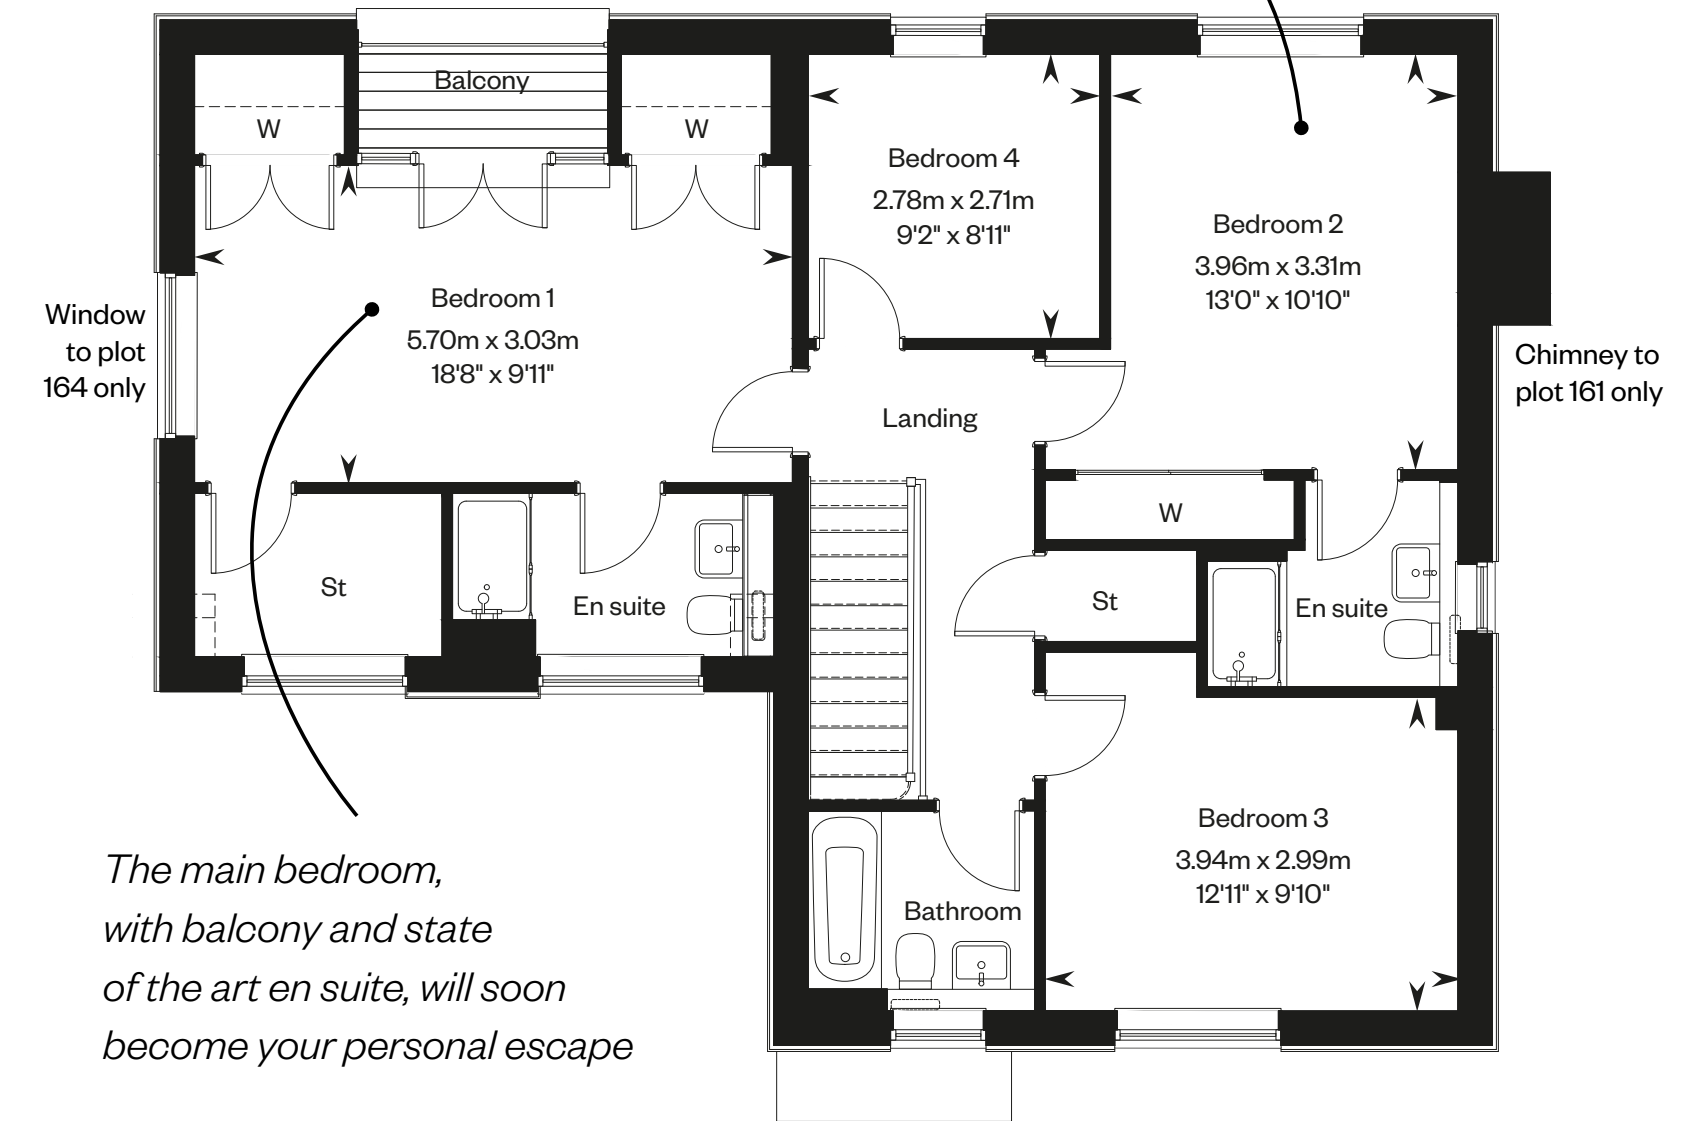 Balcony
W
W
Bedroom 4
2.78m x 2.71m
9'2" x 8'11"
Bedroom 2
3.96m x 3.31m
13'0" x 10'10"
Window
to plot
164 only
Bedroom 1
5.70m x 3.03m
18'8" x 9'11"
Chimney to
plot 161 only
Landing
W
St
En suite
St
En suite
Bedroom 3
3.94m x 2.99m
12'11" x 9'10"
Bathroom
The main bedroom,
with balcony and state
of the art en suite, will soon
become your personal escape